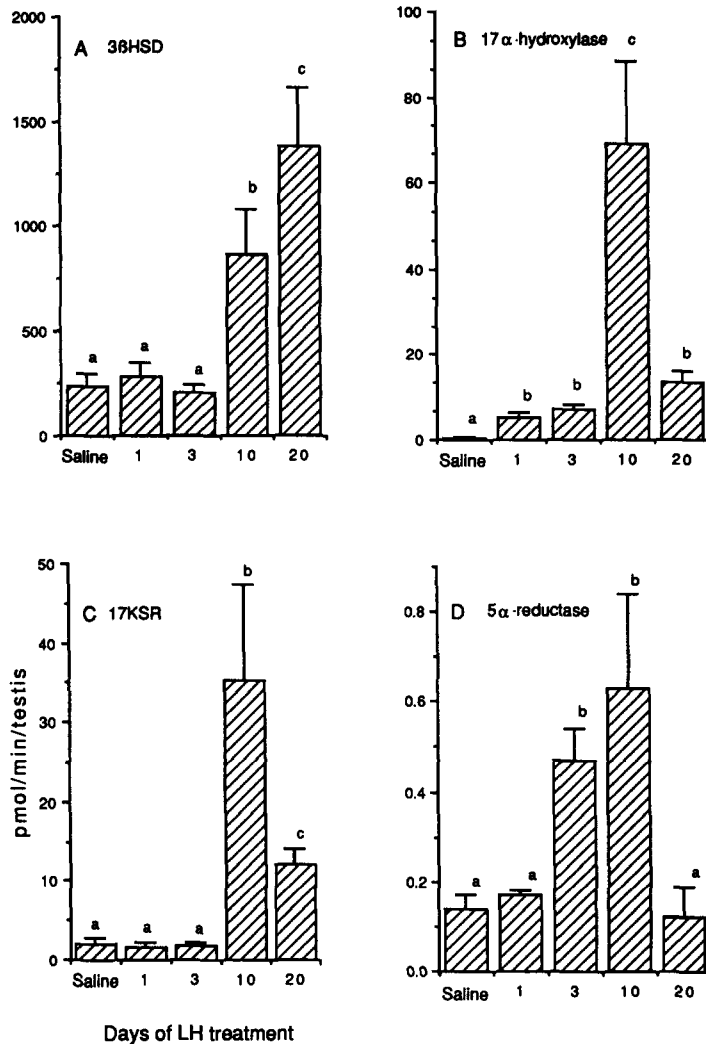 A 3ßHSD
2000
1500
1000
500
0
a
a
a
b
c
Saline 1 3 10 20
B 17 α-hydroxylase
100
80
60
40
20
0
a
b
b
c
b
Saline 1 3 10 20
C 17KSR
50
40
30
20
10
0
pmol/min/testis
a
a
a
b
c
Saline 1 3 10 20
Days of LH treatment
D 5α-reductase
0.8
0.6
0.4
0.2
0.0
a
a
b
b
a
Saline 1 3 10 20